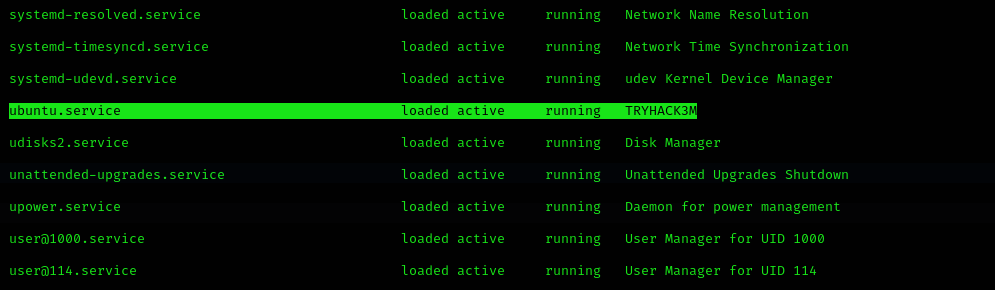 systemd-resolved.service loaded active running Network Name Resolution
systemd-timesyncd.service loaded active running Network Time Synchronization
systemd-udevd.service loaded active running udev Kernel Device Manager
ubuntu.service loaded active running TRYHACK3M
udisks2.service loaded active running Disk Manager
unattended-upgrades.service loaded active running Unattended Upgrades Shutdown
upower.service loaded active running Daemon for power management
user@1000.service loaded active running User Manager for UID 1000
user@114.service loaded active running User Manager for UID 114